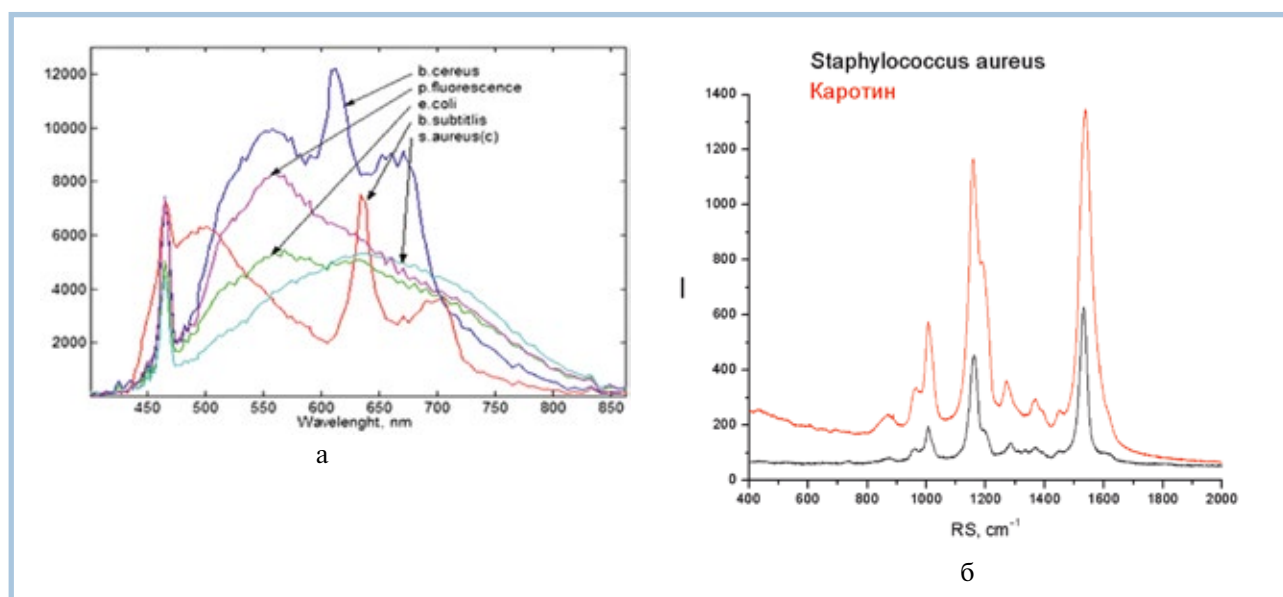 12000
10000
8000
6000
4000
2000
b.cereus
p.fluorescence
e.coli
b.subtitlis
s.aureus(c)
450 500 550 600 650 700 750 800 850
Wavelenght, nm
а
Staphylococcus aureus
Каротин
1400
1200
1000
800
600
400
200
0
I
400 600 800 1000 1200 1400 1600 1800 2000
RS, cm⁻¹
б